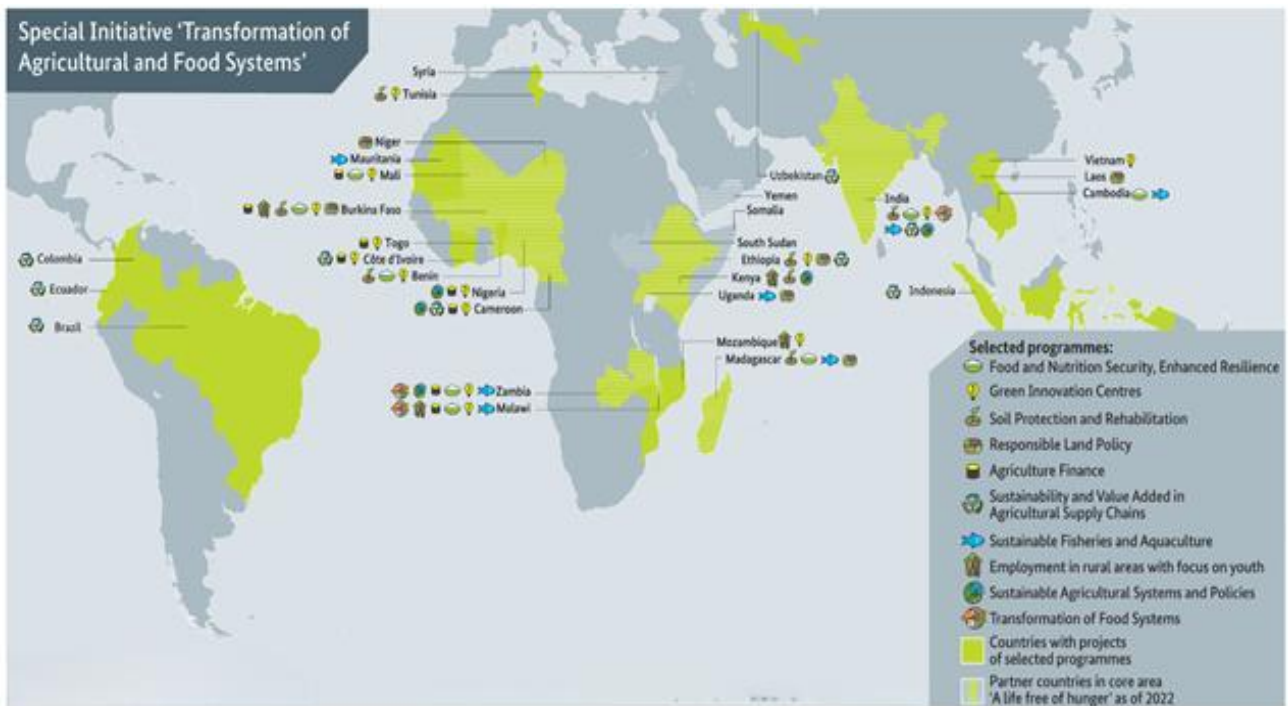 Special Initiative ‘Transformation of
Agricultural and Food Systems’
Syria
Tunisia
Niger
Mauritania
Mali
Burkina Faso
Togo
Côte d'Ivoire
Benin
Nigeria
Cameroon
Colombia
Ecuador
Brazil
Zambia
Malawi
Uzbekistan
Yemen
Somalia
South Sudan
Ethiopia
Kenya
Uganda
Mozambique
Madagascar
India
Vietnam
Laos
Cambodia
Indonesia
Selected programmes:
Food and Nutrition Security, Enhanced Resilience
Green Innovation Centres
Soil Protection and Rehabilitation
Responsible Land Policy
Agriculture Finance
Sustainability and Value Added in
Agricultural Supply Chains
Sustainable Fisheries and Aquaculture
Employment in rural areas with focus on youth
Sustainable Agricultural Systems and Policies
Transformation of Food Systems
Countries with projects
of selected programmes
Partner countries in core area
‘A life free of hunger’ as of 2022